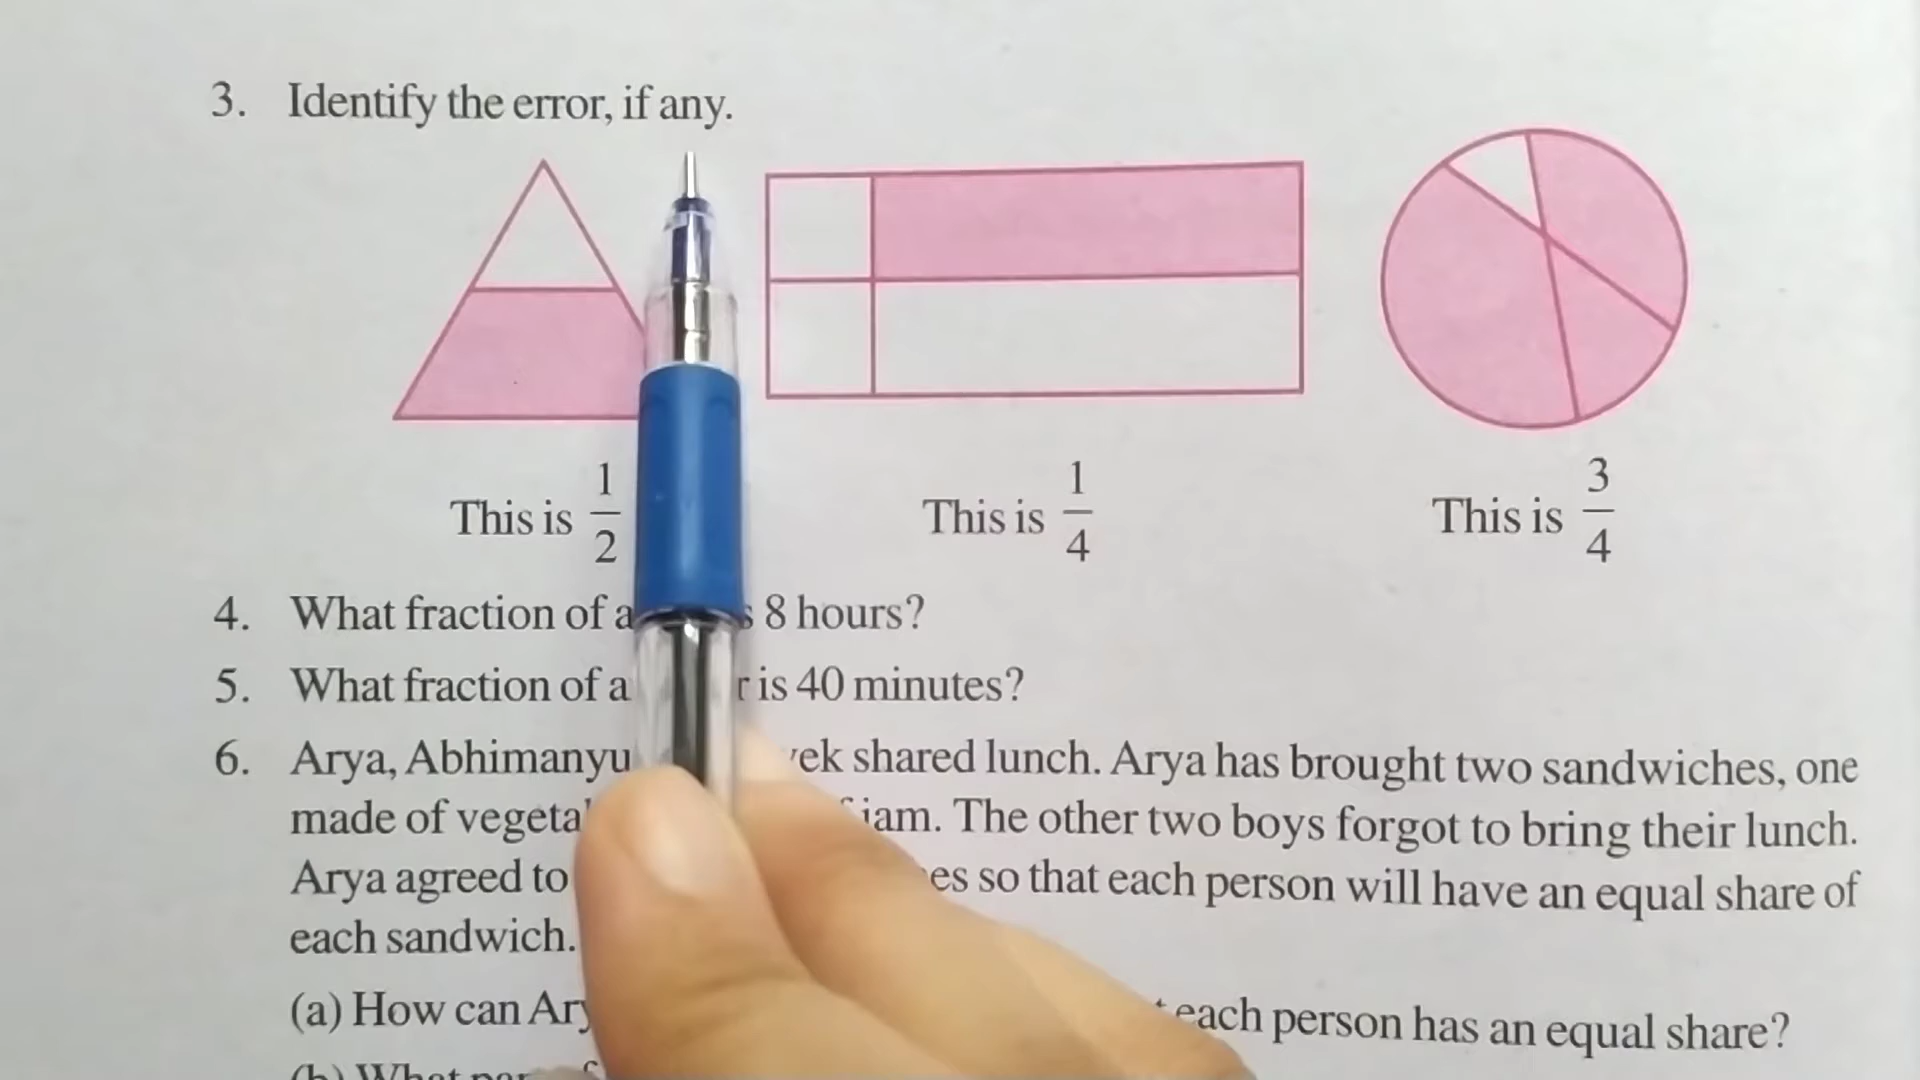 3. Identify the error, if any.
This is 1/2
This is 1/4
This is 3/4
4. What fraction of a 8 hours?
5. What fraction of a is 40 minutes?
6. Arya, Abhimanyu shared lunch. Arya has brought two sandwiches, one
made of jam. The other two boys forgot to bring their lunch.
Arya agreed to so that each person will have an equal share of
each sandwich.
(a) How can each person has an equal share?
(b) What